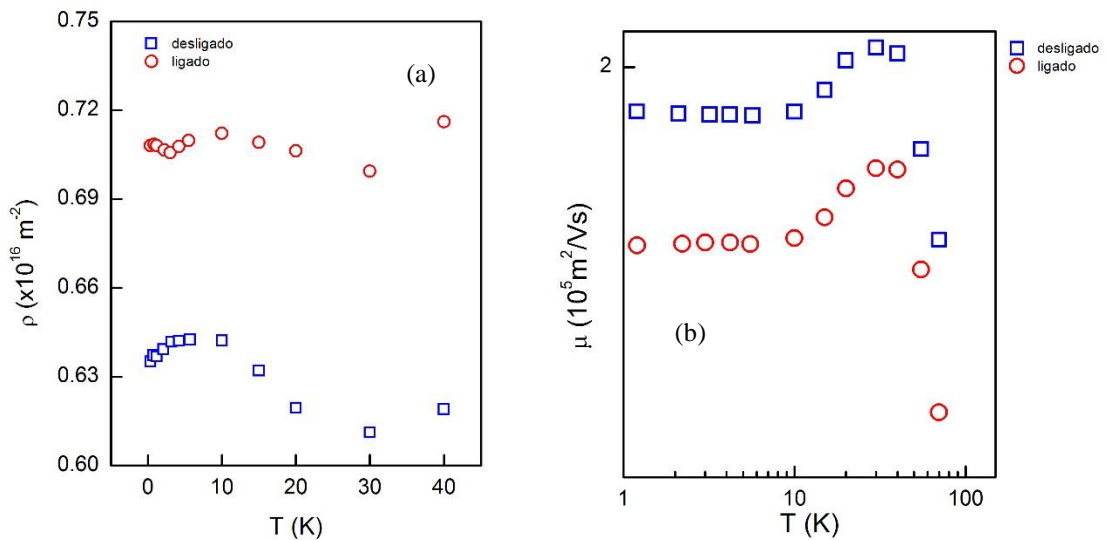 0.75
0.72
0.69
0.66
0.63
0.60
ρ (x10¹⁶ m⁻²)
desligado
ligado
(a)
0
10
20
30
40
T (K)
2
μ (10⁵m²/Vs)
desligado
ligado
(b)
1
10
100
T (K)